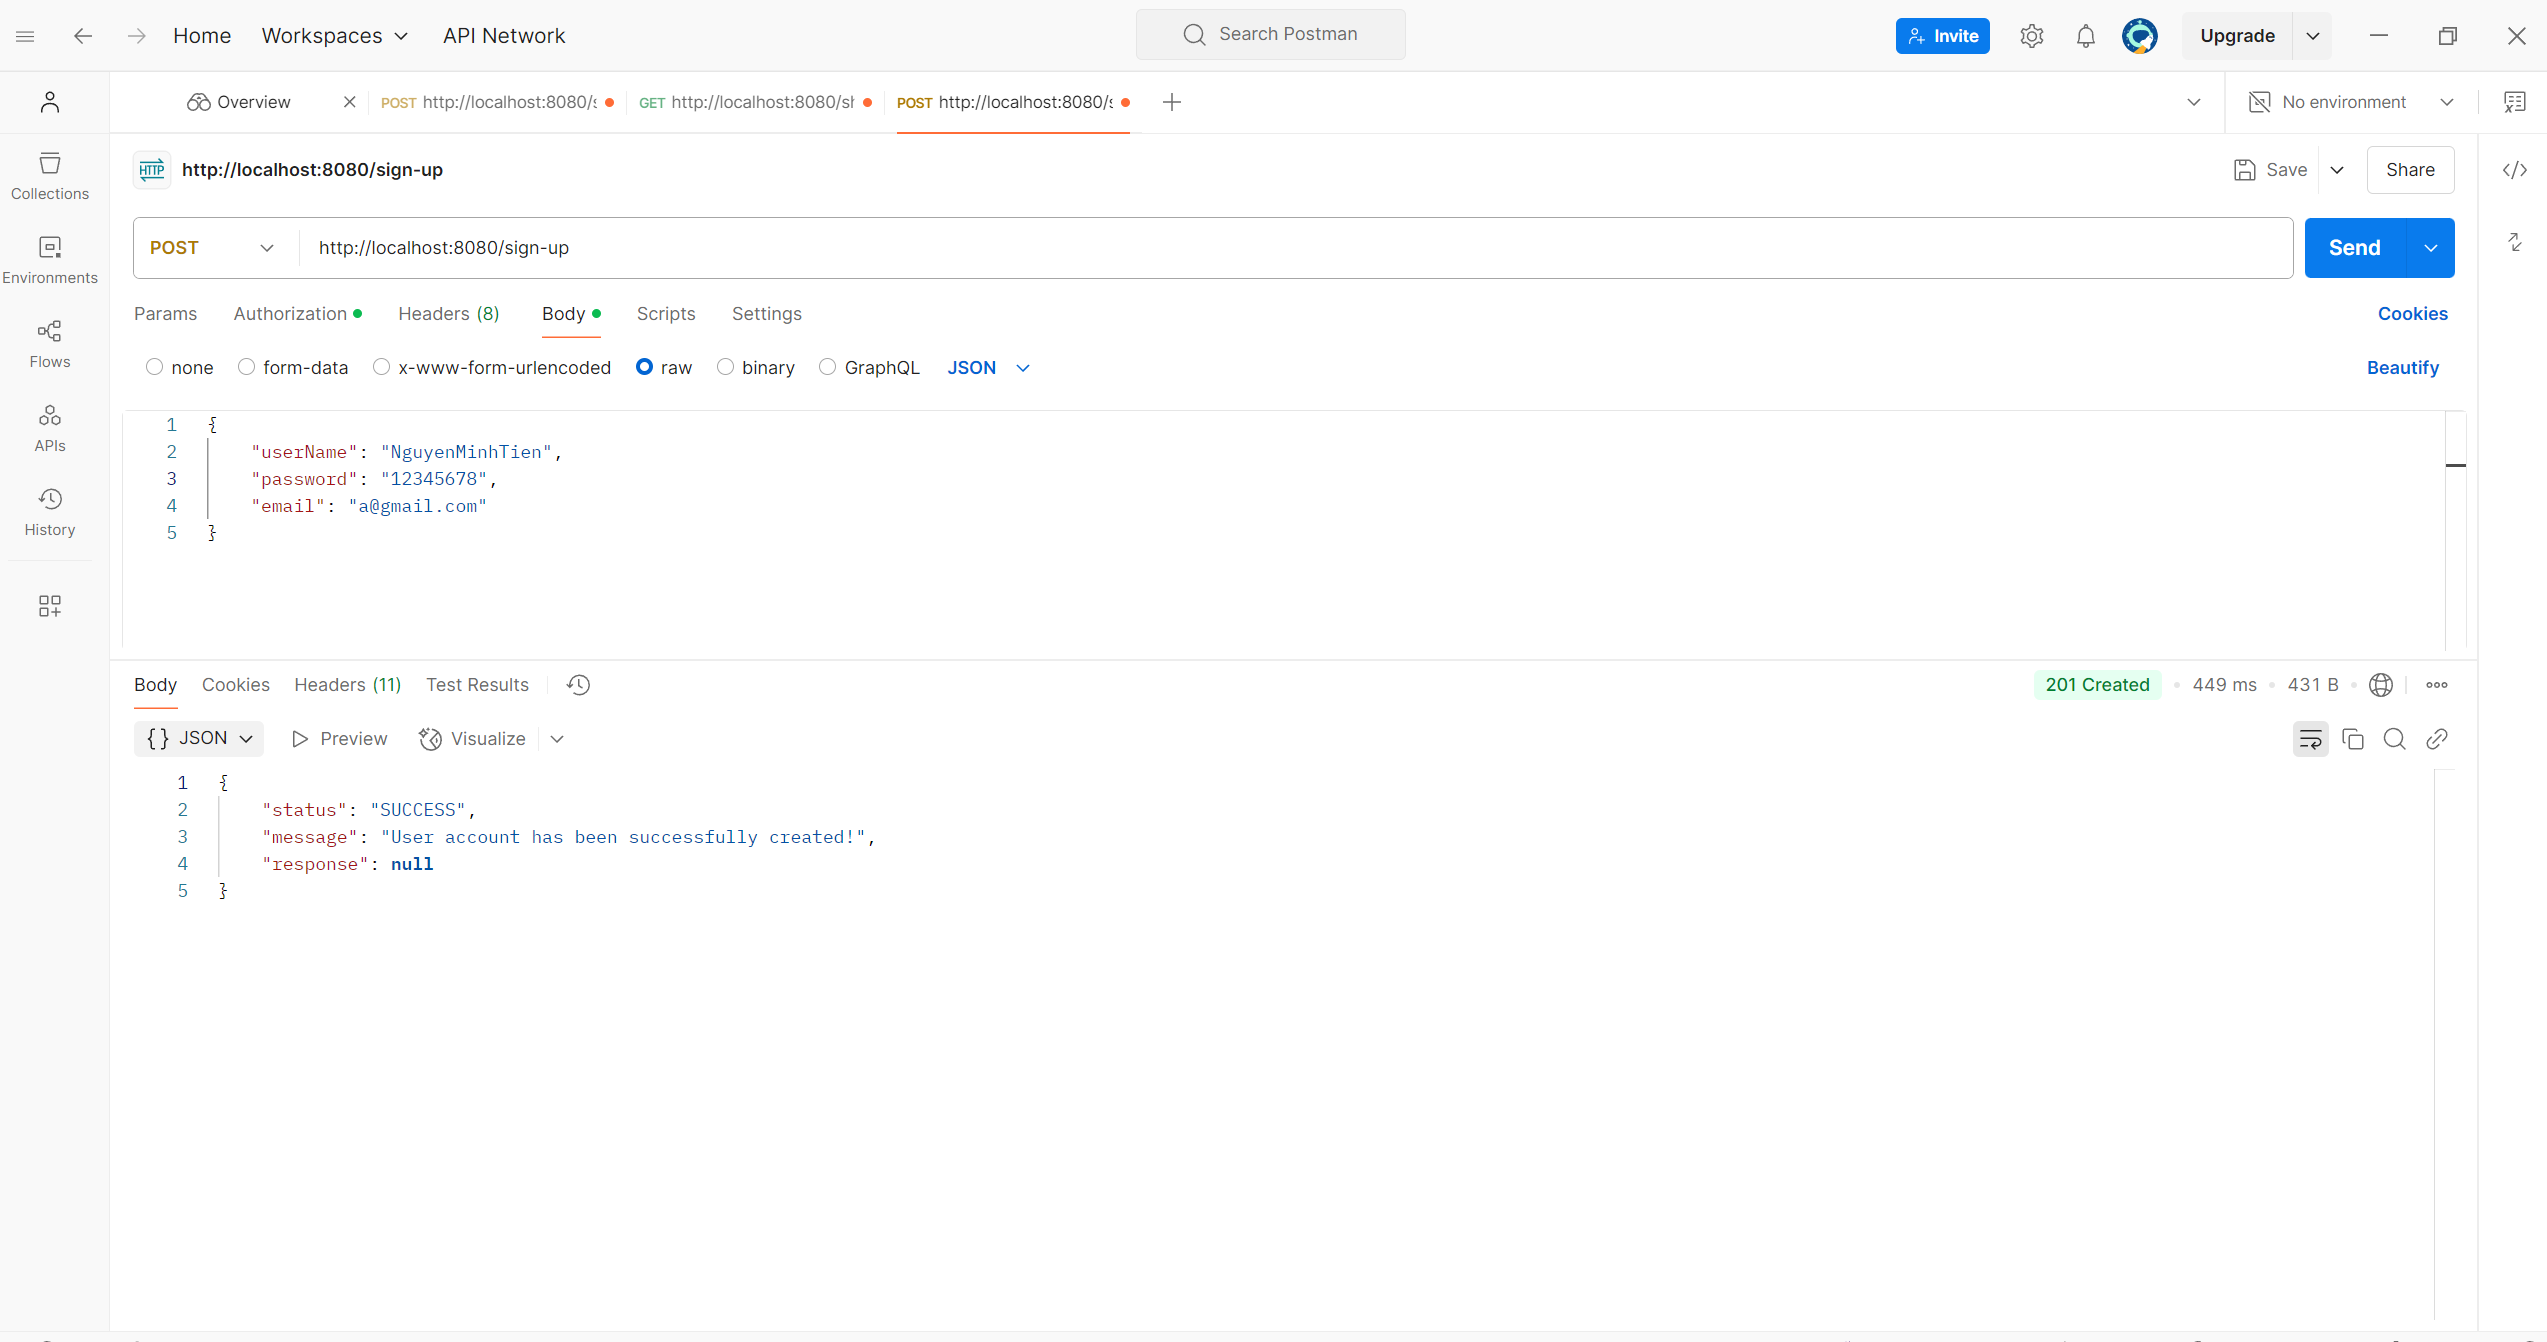 Home Workspaces API Network Search Postman Invite Upgrade
Overview POST http://localhost:8080/s GET http://localhost:8080/sh POST http://localhost:8080/s No environment
HTTP http://localhost:8080/sign-up Save Share
Collections
POST http://localhost:8080/sign-up Send
Environments
Params Authorization Headers (8) Body Scripts Settings Cookies
Flows
none form-data x-www-form-urlencoded raw binary GraphQL JSON Beautify
APIs
History
1 {
2 "userName": "NguyenMinhTien",
3 "password": "12345678",
4 "email": "a@gmail.com"
5 }
Body Cookies Headers (11) Test Results 201 Created • 449 ms • 431 B
{} JSON Preview Visualize
1 {
2 "status": "SUCCESS",
3 "message": "User account has been successfully created!",
4 "response": null
5 }